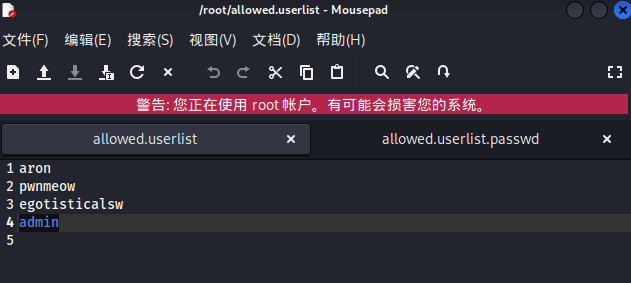 /root/allowed.userlist - Mousepad
文件(F) 编辑(E) 搜索(S) 视图(V) 文档(D) 帮助(H)
警告: 您正在使用 root 帐户。有可能会损害您的系统。
allowed.userlist allowed.userlist.passwd
1 aron
2 pwnmeow
3 egotisticalsw
4 admin
5